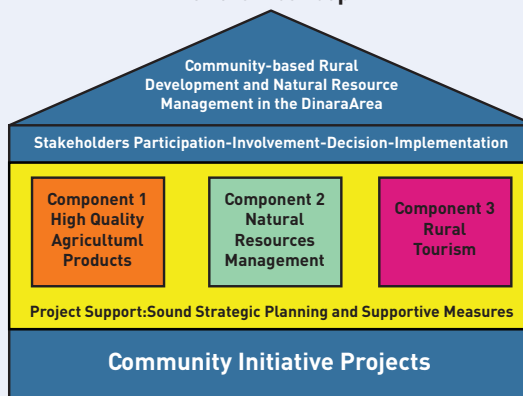 Community-based Rural
Development and Natural Resource
Management in the DinaraArea
Stakeholders Participation-Involvement-Decision-Implementation
Component 1
High Quality
Agricultuml
Products
Component 2
Natural
Resources
Management
Component 3
Rural
Tourism
Project Support:Sound Strategic Planning and Supportive Measures
Community Initiative Projects